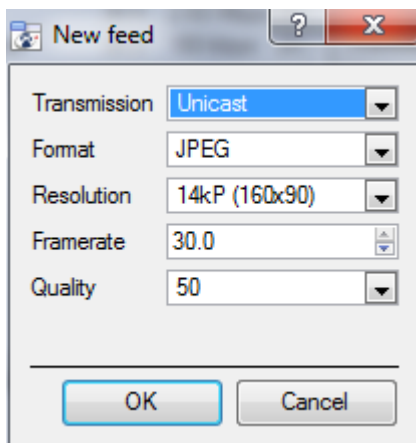 New feed
Transmission Unicast
Format JPEG
Resolution 14kP (160x90)
Framerate 30.0
Quality 50
OK Cancel